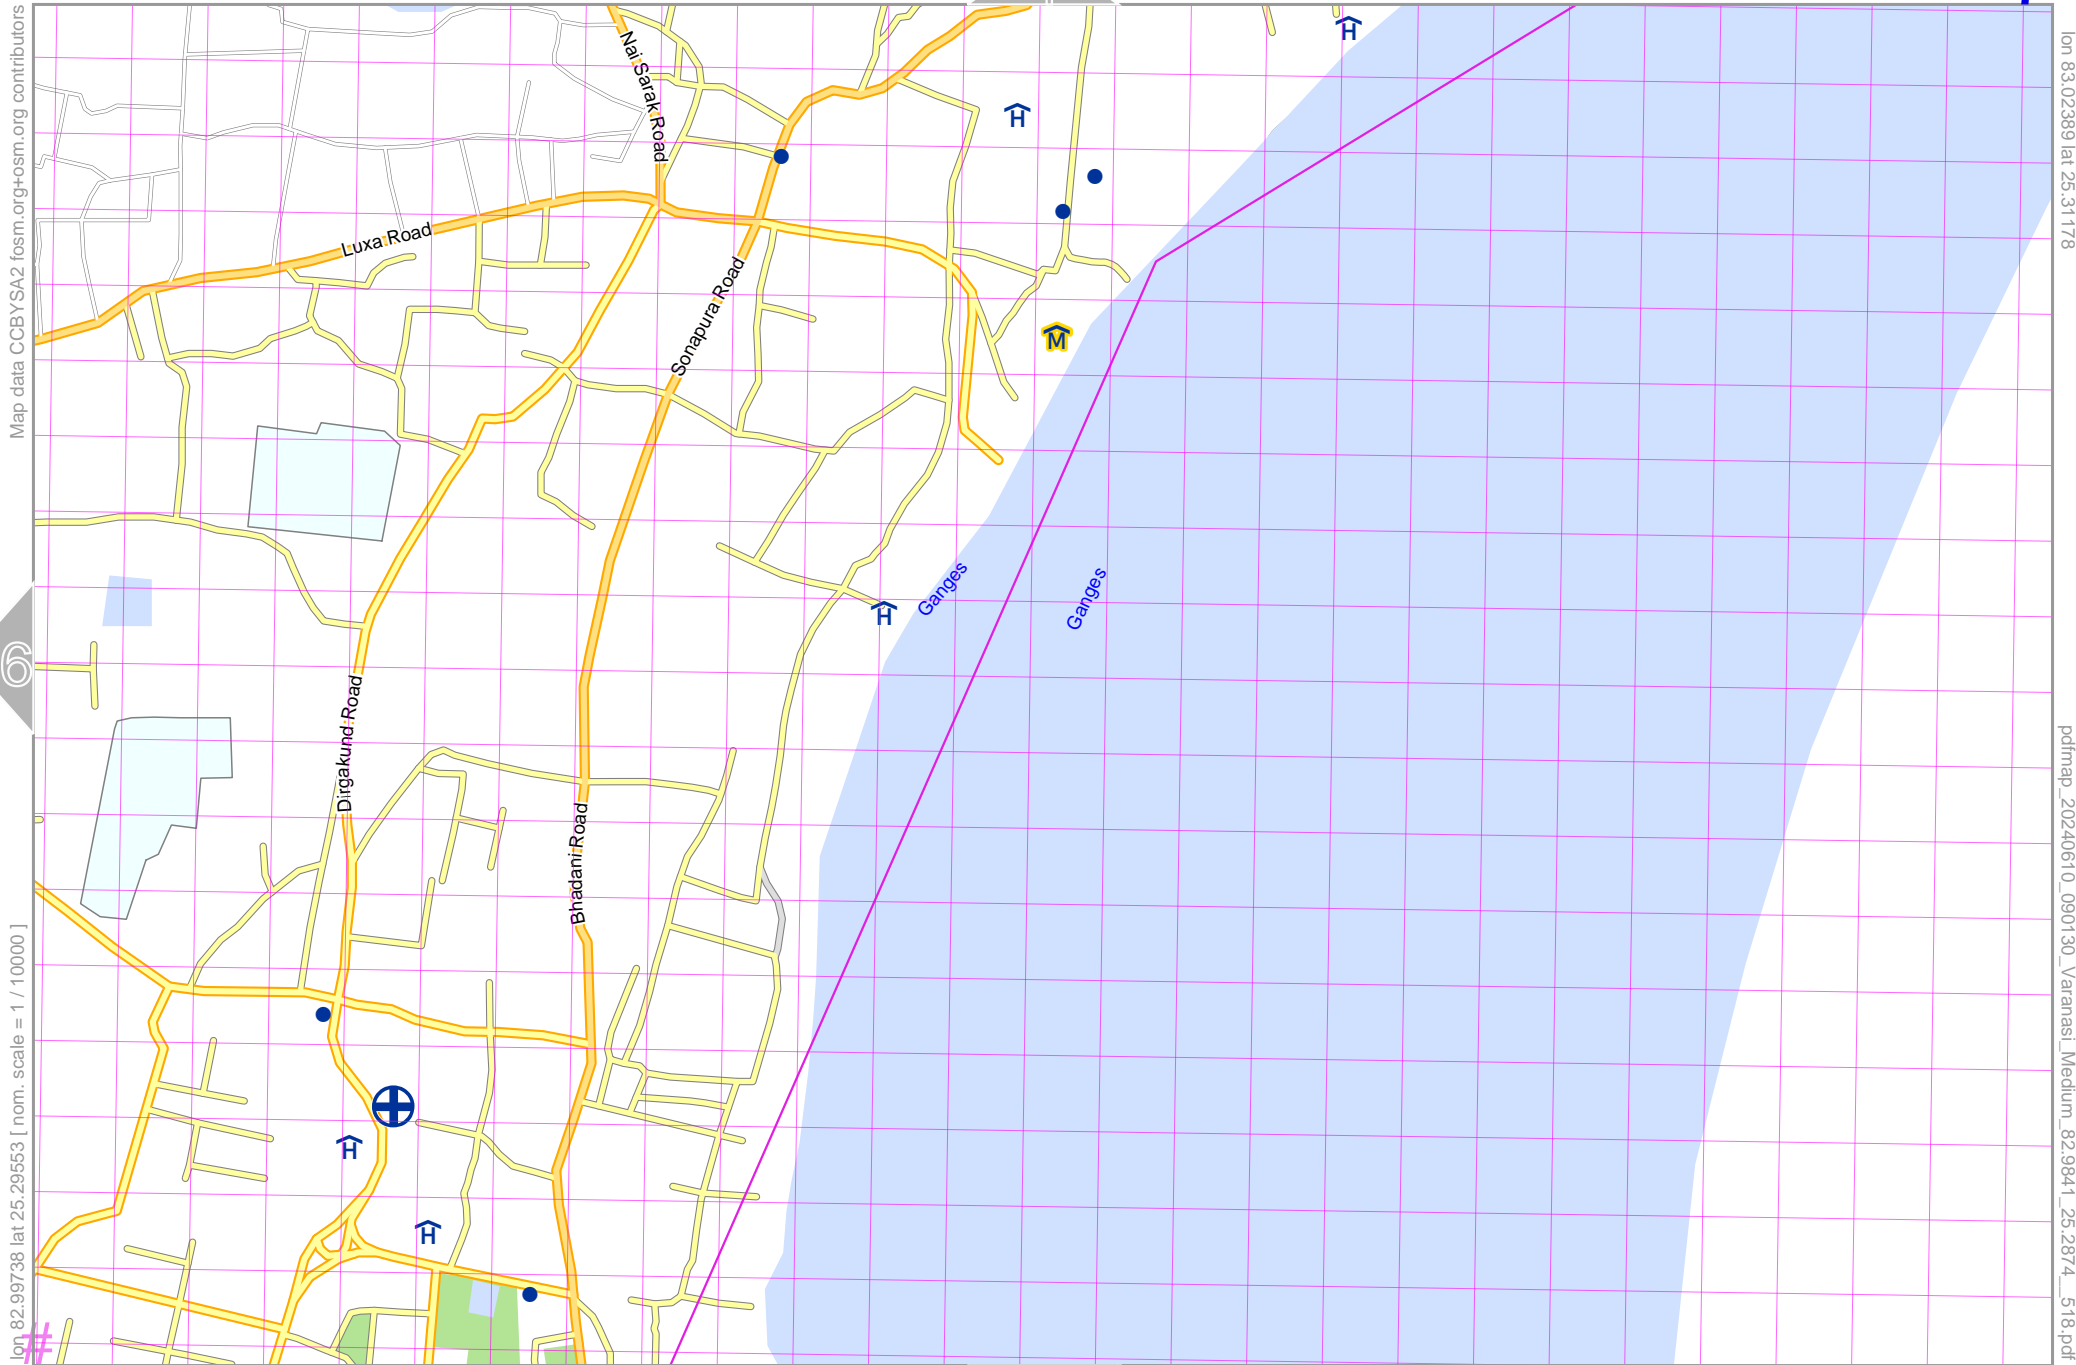 Map data CCBYSA2 fosm.org+osm.org contributors
lon 82.99738 lat 25.29553 [ nom. scale = 1 / 10000 ]
lon 83.02389 lat 25.31178
pdfmap_20240610_090130_Varanasi_Medium_82.9841_25.2874__518.pdf
Nai Sarak Road
H
H
Luxa Road
Sonapura Road
M
Ganges
Ganges
H
6
Dirgakund Road
Bhadani Road
H
H
#